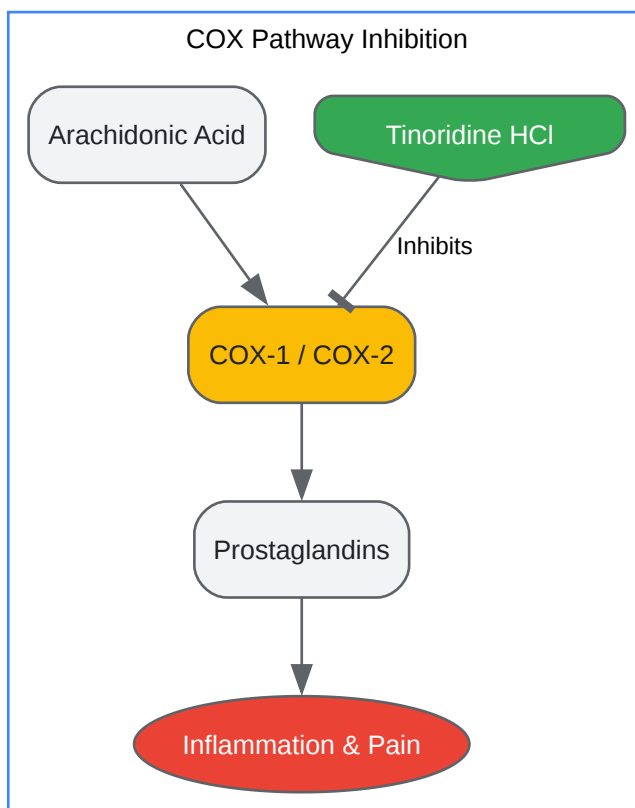 COX Pathway Inhibition
Arachidonic Acid
Tinoridine HCl
Inhibits
COX-1 / COX-2
Prostaglandins
Inflammation & Pain